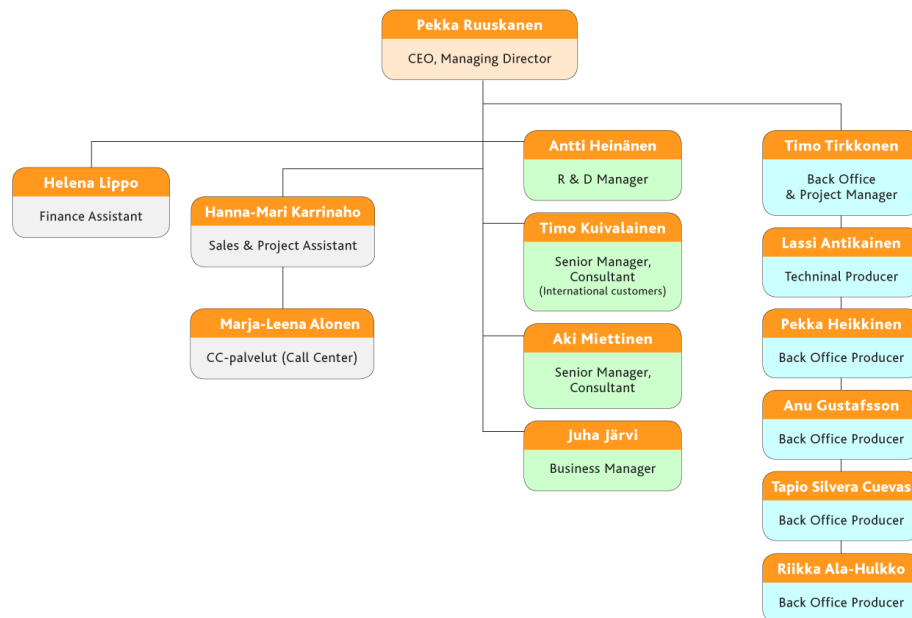 Pekka Ruuskanen
CEO, Managing Director
Helena Lippo
Finance Assistant
Hanna-Mari Karrinaho
Sales & Project Assistant
Marja-Leena Alonen
CC-palvelut (Call Center)
Antti Heinänen
R & D Manager
Timo Kuivalainen
Senior Manager,
Consultant
(International customers)
Aki Miettinen
Senior Manager,
Consultant
Juha Järvi
Business Manager
Timo Tirkkonen
Back Office
& Project Manager
Lassi Antikainen
Techninal Producer
Pekka Heikkinen
Back Office Producer
Anu Gustafsson
Back Office Producer
Tapio Silvera Cuevas
Back Office Producer
Riikka Ala-Hulkko
Back Office Producer